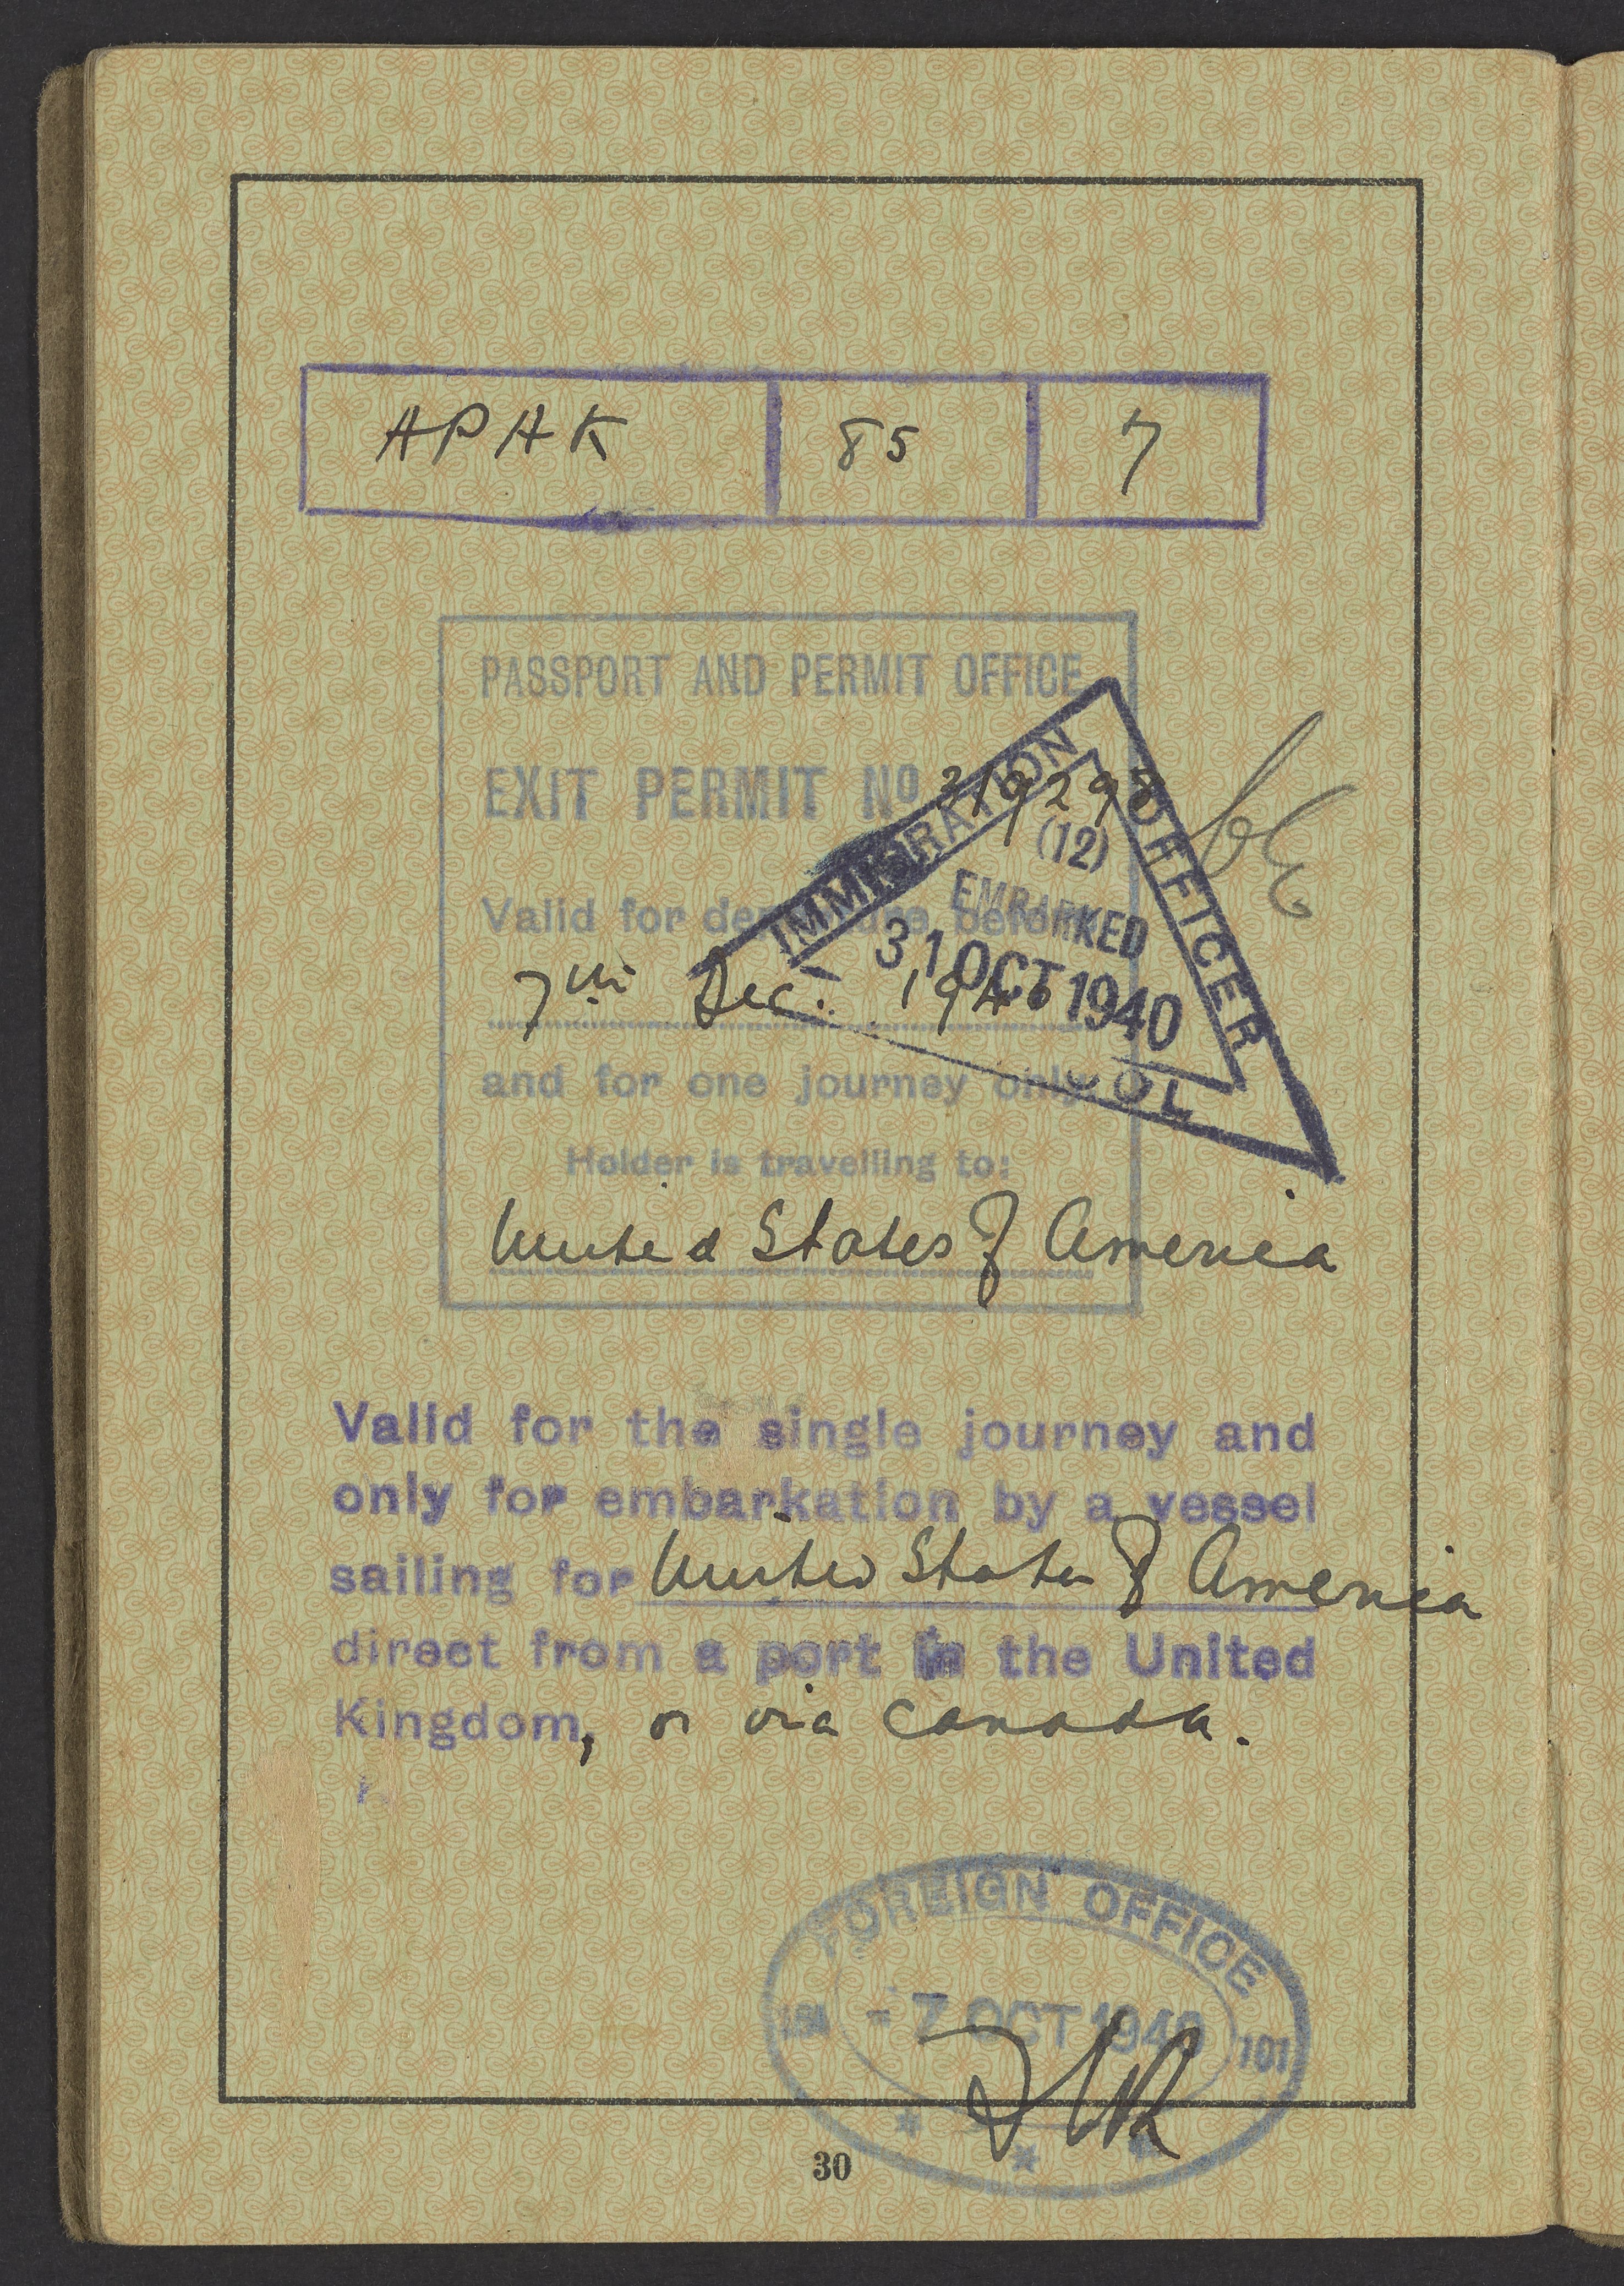 APAK 85 7
PASSPORT AND PERMIT OFFICE
EXIT PERMIT No 219298
Valid for departure before
7th Dec. 1940
and for one journey only.
Holder is travelling to:
United States of America
IMMIGRATION OFFICER
(12)
EMBARKED
31 OCT 1940
OL
Valid for the single journey and
only for embarkation by a vessel
sailing for United States of America
direct from a port in the United
Kingdom, or via Canada.
FOREIGN OFFICE
101 -7 OCT 1940 101
30